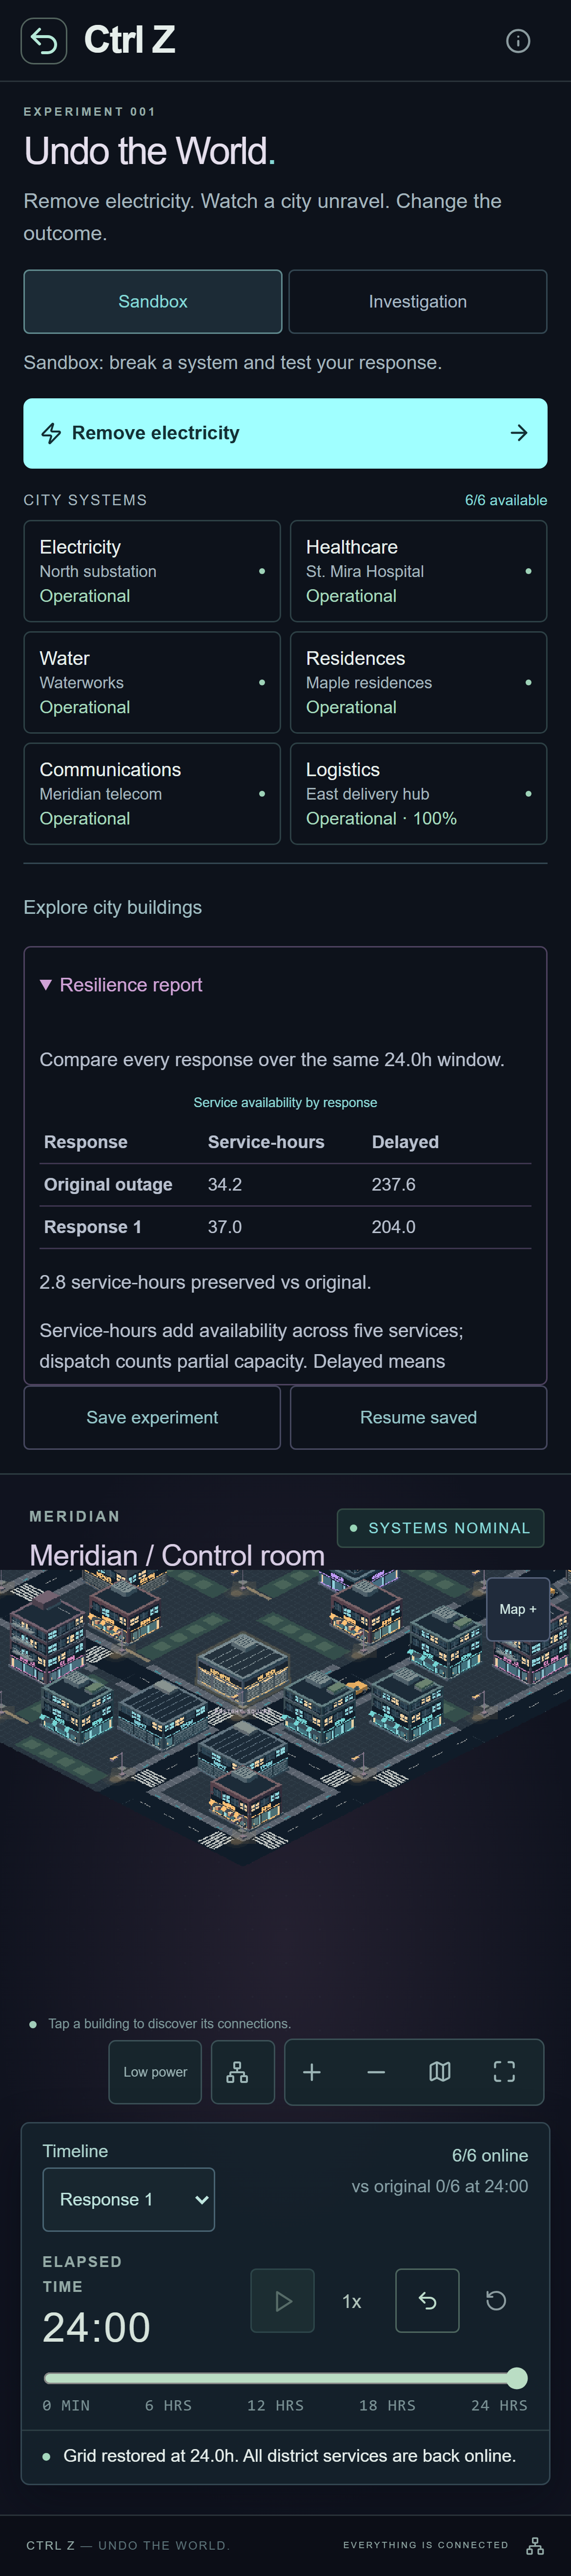 Ctrl Z
EXPERIMENT 001
Undo the World.
Remove electricity. Watch a city unravel. Change the
outcome.
Sandbox
Investigation
Sandbox: break a system and test your response.
Remove electricity
CITY SYSTEMS
6/6 available
Electricity
North substation
Operational
Healthcare
St. Mira Hospital
Operational
Water
Waterworks
Operational
Residences
Maple residences
Operational
Communications
Meridian telecom
Operational
Logistics
East delivery hub
Operational · 100%
Explore city buildings
▼ Resilience report
Compare every response over the same 24.0h window.
Service availability by response
Response Service-hours Delayed
Original outage 34.2 237.6
Response 1 37.0 204.0
2.8 service-hours preserved vs original.
Service-hours add availability across five services;
dispatch counts partial capacity. Delayed means
Save experiment
Resume saved
MERIDIAN
Meridian / Control room
SYSTEMS NOMINAL
Map +
Tap a building to discover its connections.
Low power
Timeline
Response 1
6/6 online
vs original 0/6 at 24:00
ELAPSED
TIME
24:00
1x
0 MIN 6 HRS 12 HRS 18 HRS 24 HRS
Grid restored at 24.0h. All district services are back online.
CTRL Z — UNDO THE WORLD.
EVERYTHING IS CONNECTED